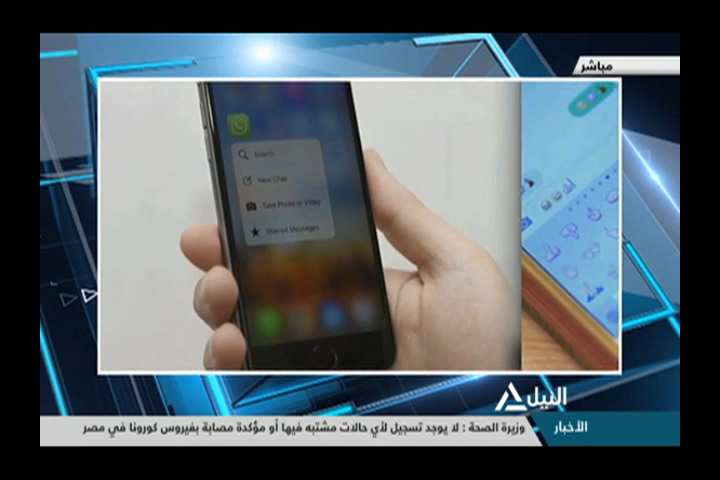 مباشر
Search
New Chat
Take Photo or Video
Starred Messages
النيل
الأخبار
وزيرة الصحة : لا يوجد تسجيل لأي حالات مشتبه فيها أو مؤكدة مصابة بفيروس كورونا في مصر